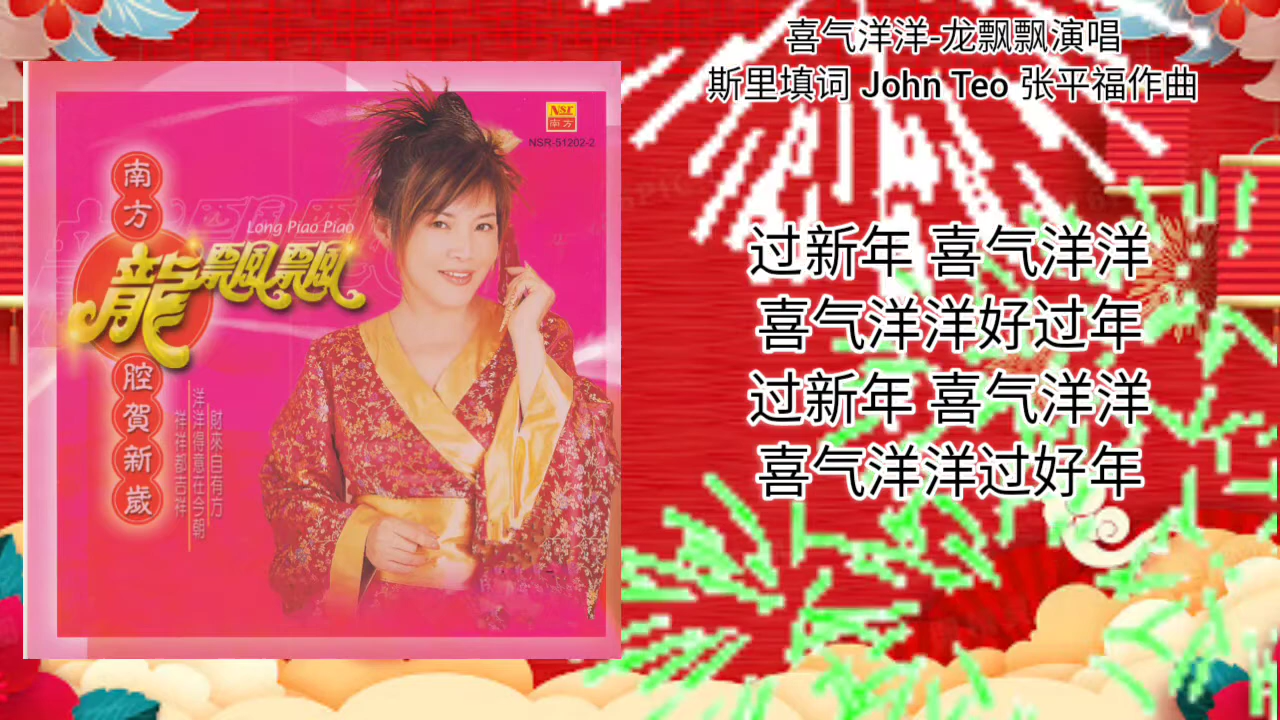 喜气洋洋-龙飘飘演唱
斯里填词 John Teo 张平福作曲
NSR
南方
NSR-51202-2
南方
Long Piao Piao
龍飄飄
腔賀新歲
財來自有方
洋洋得意在今朝
祥祥都吉祥
过新年 喜气洋洋
喜气洋洋好过年
过新年 喜气洋洋
喜气洋洋过好年